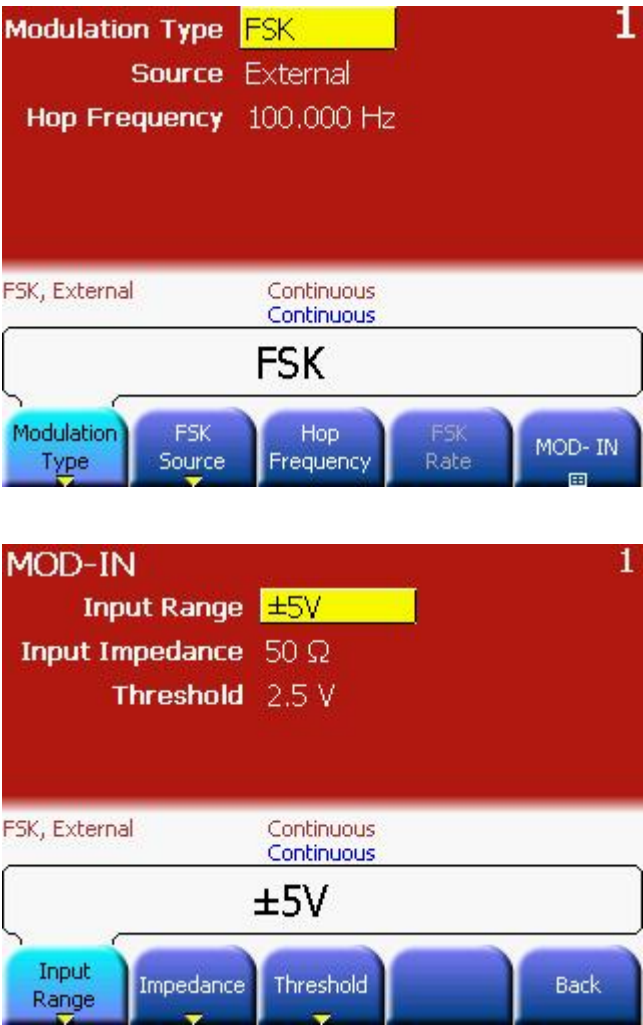 Modulation Type FSK 1
Source External
Hop Frequency 100.000 Hz
FSK, External Continuous
Continuous
FSK
Modulation Type
FSK Source
Hop Frequency
FSK Rate
MOD- IN
MOD-IN 1
Input Range ±5V
Input Impedance 50 Ω
Threshold 2.5 V
FSK, External Continuous
Continuous
±5V
Input Range
Impedance
Threshold
Back